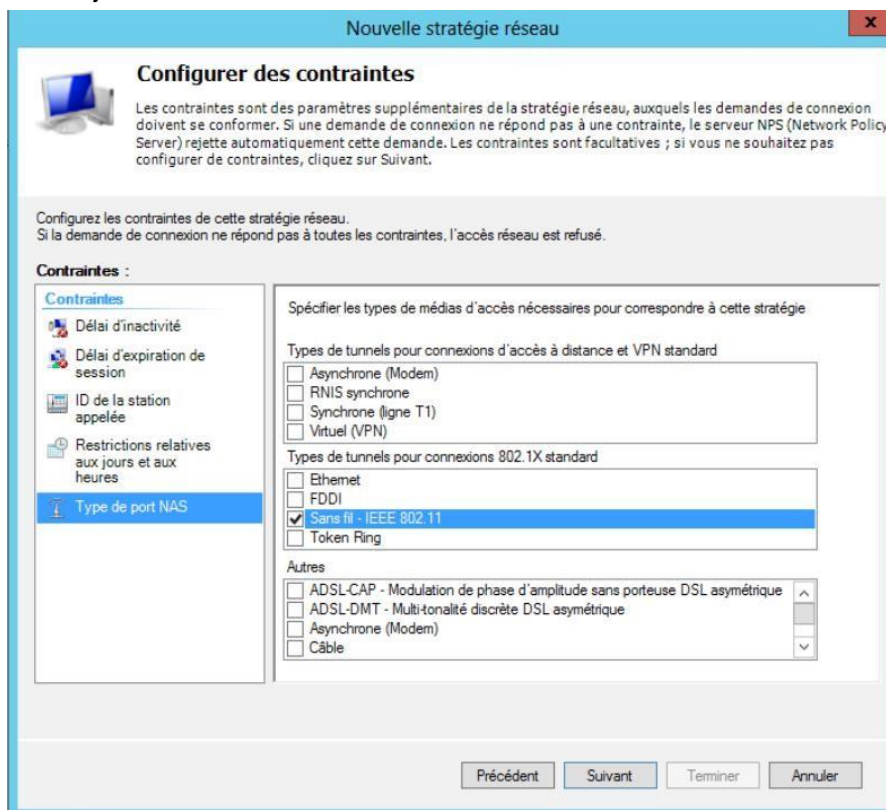 Nouvelle stratégie réseau
x
Configurer des contraintes
Les contraintes sont des paramètres supplémentaires de la stratégie réseau, auxquels les demandes de connexion
doivent se conformer. Si une demande de connexion ne répond pas à une contrainte, le serveur NPS (Network Policy
Server) rejette automatiquement cette demande. Les contraintes sont facultatives ; si vous ne souhaitez pas
configurer de contraintes, cliquez sur Suivant.
Configurez les contraintes de cette stratégie réseau.
Si la demande de connexion ne répond pas à toutes les contraintes, l'accès réseau est refusé.
Contraintes :
Contraintes
Délai d'inactivité
Délai d'expiration de
session
ID de la station
appelée
Restrictions relatives
aux jours et aux
heures
Type de port NAS
Spécifier les types de médias d'accès nécessaires pour correspondre à cette stratégie
Types de tunnels pour connexions d'accès à distance et VPN standard
Asynchrone (Modem)
RNIS synchrone
Synchrone (ligne T1)
Virtuel (VPN)
Types de tunnels pour connexions 802.1X standard
Ethernet
FDDI
Sans fil - IEEE 802.11
Token Ring
Autres
ADSL-CAP - Modulation de phase d'amplitude sans porteuse DSL asymétrique
ADSL-DMT - Multi-tonalité discrète DSL asymétrique
Asynchrone (Modem)
Câble
Précédent
Suivant
Terminer
Annuler